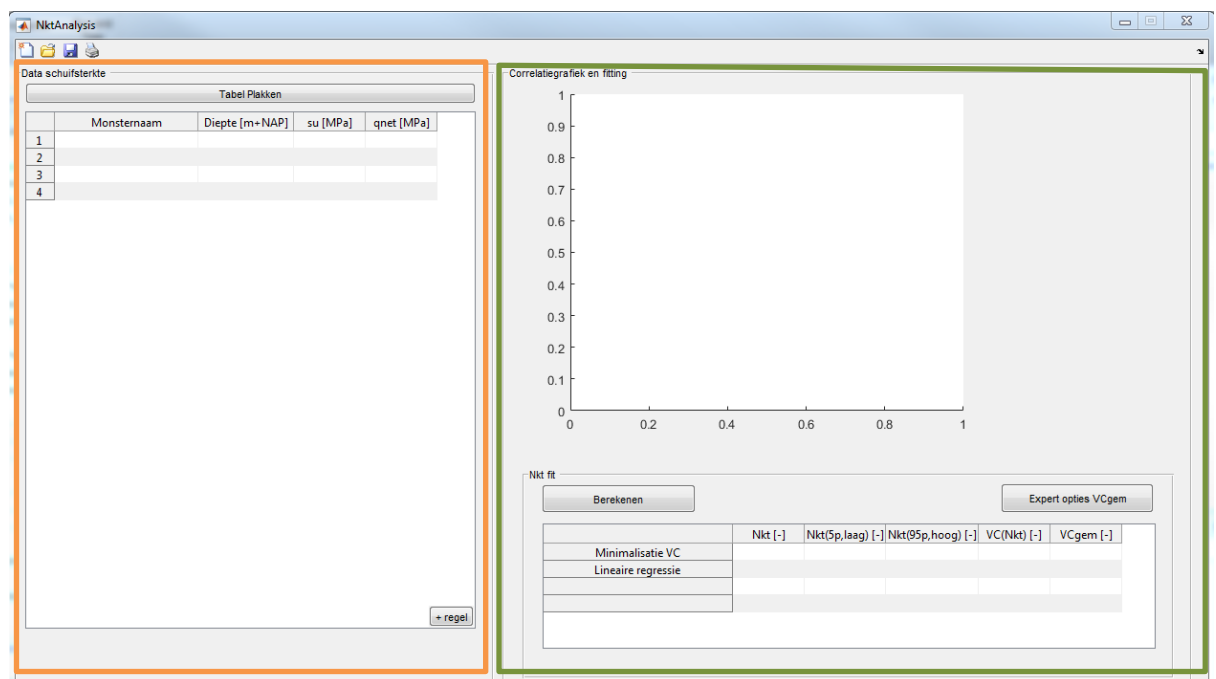 NktAnalysis
Data schuifsterkte
Tabel Plakken
Monsternaam Diepte [m+NAP] su [MPa] qnet [MPa]
1
2
3
4
+ regel
Correlatiegrafiek en fitting
1
0.9
0.8
0.7
0.6
0.5
0.4
0.3
0.2
0.1
0
0 0.2 0.4 0.6 0.8 1
Nkt fit
Berekenen Expert opties VCgem
Nkt [-] Nkt(5p,laag) [-] Nkt(95p,hoog) [-] VC(Nkt) [-] VCgem [-]
Minimalisatie VC
Lineaire regressie